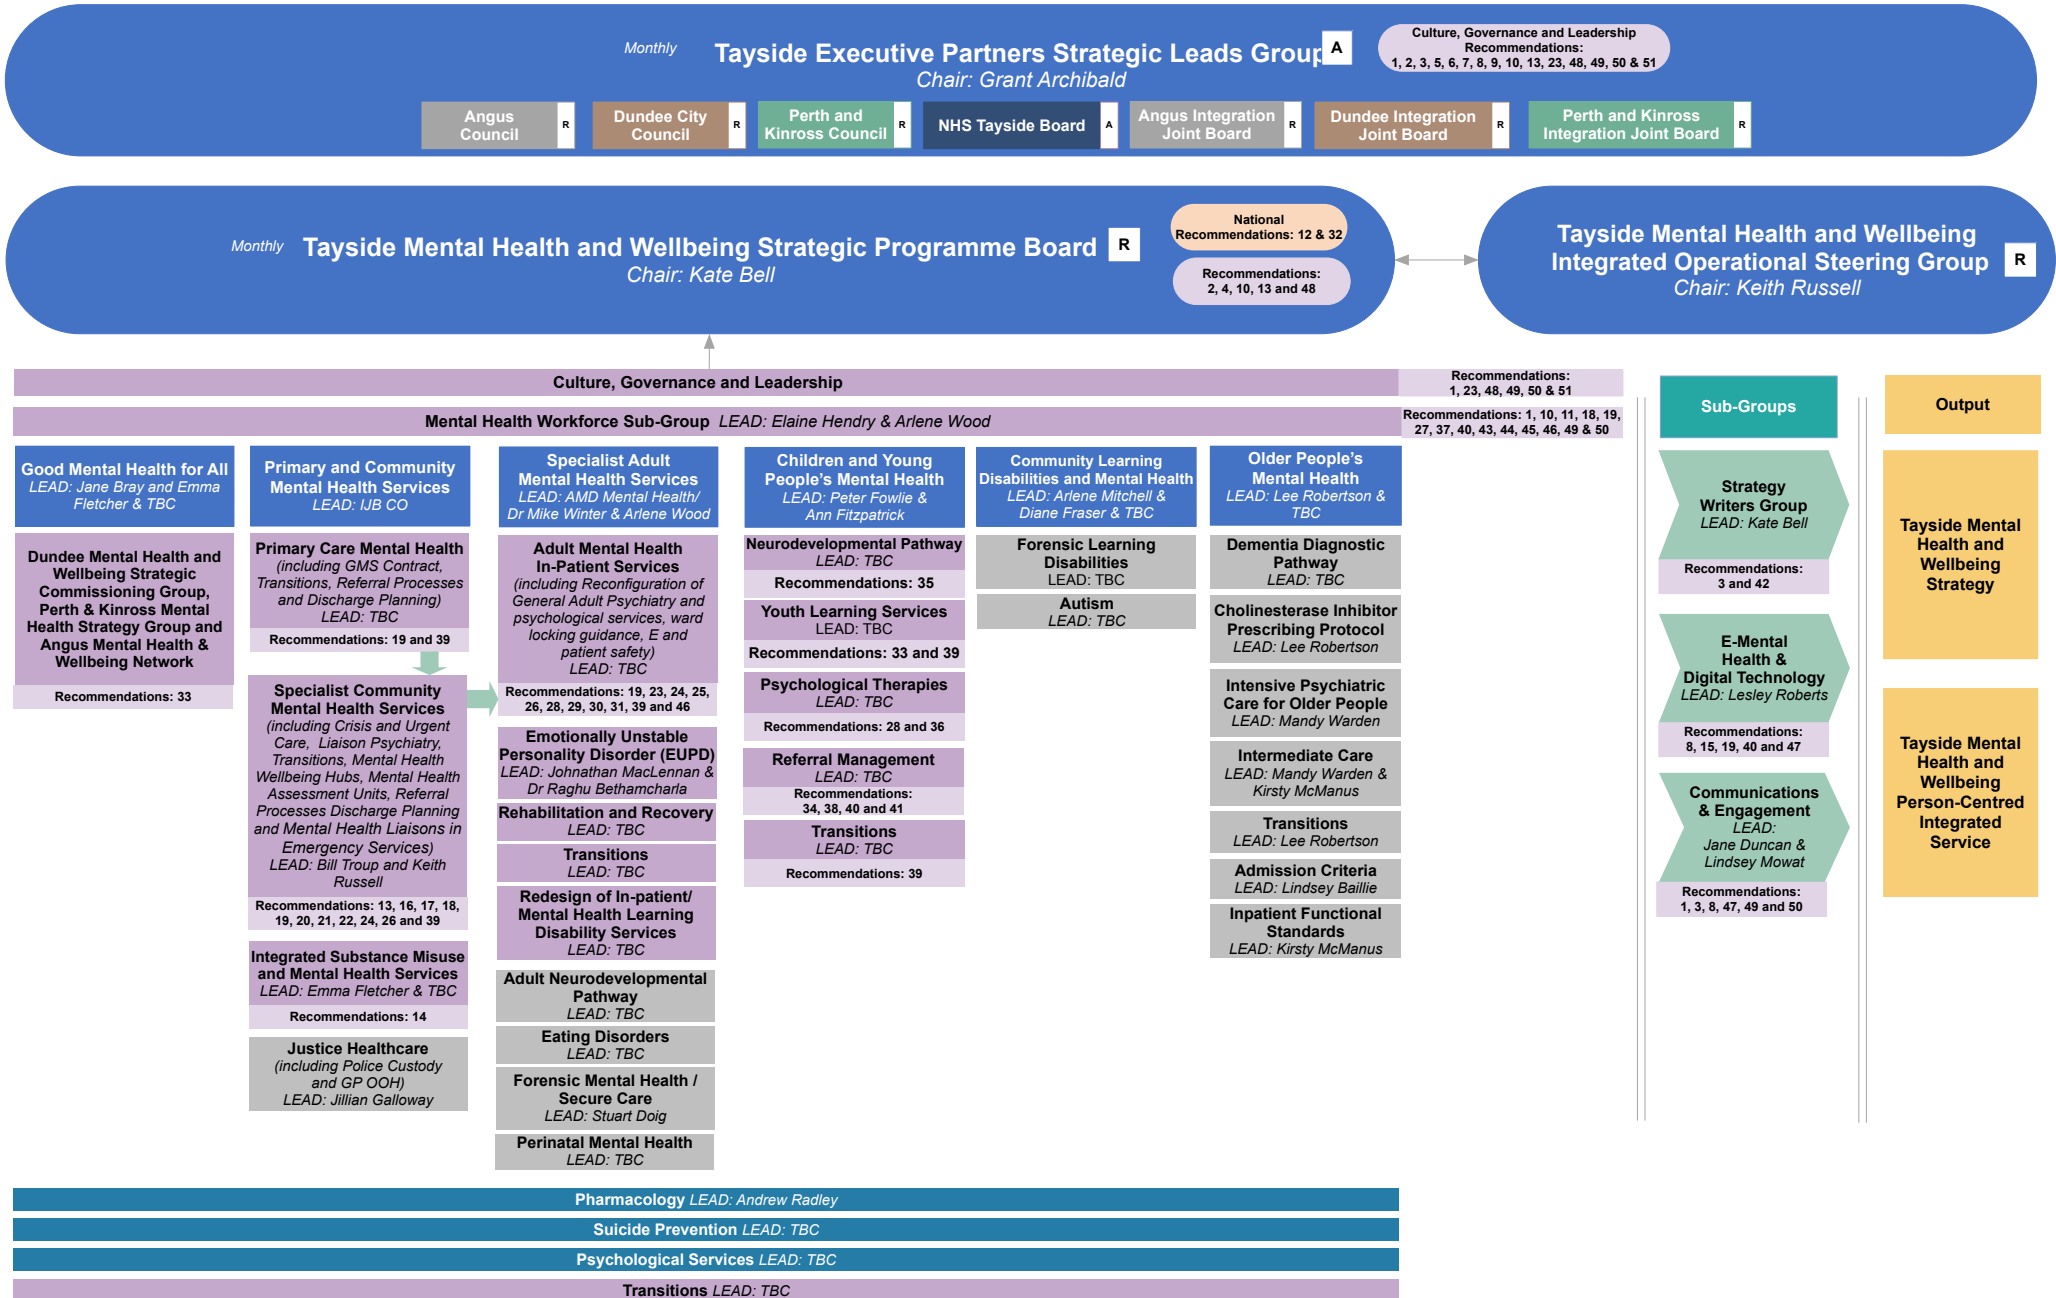 Monthly
Tayside Executive Partners Strategic Leads Group
A
Chair: Grant Archibald
Culture, Governance and Leadership
Recommendations:
1, 2, 3, 5, 6, 7, 8, 9, 10, 13, 23, 48, 49, 50 & 51
Angus
Council
R
Dundee City
Council
R
Perth and
Kinross Council
R
NHS Tayside Board
A
Angus Integration
Joint Board
R
Dundee Integration
Joint Board
R
Perth and Kinross
Integration Joint Board
R
Monthly
Tayside Mental Health and Wellbeing Strategic Programme Board
R
Chair: Kate Bell
National
Recommendations: 12 & 32
Recommendations:
2, 4, 10, 13 and 48
Tayside Mental Health and Wellbeing
Integrated Operational Steering Group
R
Chair: Keith Russell
Culture, Governance and Leadership
Recommendations:
1, 23, 48, 49, 50 & 51
Mental Health Workforce Sub-Group LEAD: Elaine Hendry & Arlene Wood
Recommendations: 1, 10, 11, 18, 19,
27, 37, 40, 43, 44, 45, 46, 49 & 50
Good Mental Health for All
LEAD: Jane Bray and Emma
Fletcher & TBC
Dundee Mental Health and
Wellbeing Strategic
Commissioning Group,
Perth & Kinross Mental
Health Strategy Group and
Angus Mental Health &
Wellbeing Network
Recommendations: 33
Primary and Community
Mental Health Services
LEAD: IJB CO
Primary Care Mental Health
(including GMS Contract,
Transitions, Referral Processes
and Discharge Planning)
LEAD: TBC
Recommendations: 19 and 39
Specialist Community
Mental Health Services
(including Crisis and Urgent
Care, Liaison Psychiatry,
Transitions, Mental Health
Wellbeing Hubs, Mental Health
Assessment Units, Referral
Processes Discharge Planning
and Mental Health Liaisons in
Emergency Services)
LEAD: Bill Troup and Keith
Russell
Recommendations: 13, 16, 17, 18,
19, 20, 21, 22, 24, 26 and 39
Integrated Substance Misuse
and Mental Health Services
LEAD: Emma Fletcher & TBC
Recommendations: 14
Justice Healthcare
(including Police Custody
and GP OOH)
LEAD: Jillian Galloway
Specialist Adult
Mental Health Services
LEAD: AMD Mental Health/
Dr Mike Winter & Arlene Wood
Adult Mental Health
In-Patient Services
(including Reconfiguration of
General Adult Psychiatry and
psychological services, ward
locking guidance, E and
patient safety)
LEAD: TBC
Recommendations: 19, 23, 24, 25,
26, 28, 29, 30, 31, 39 and 46
Emotionally Unstable
Personality Disorder (EUPD)
LEAD: Johnathan MacLennan &
Dr Raghu Bethamcharla
Rehabilitation and Recovery
LEAD: TBC
Transitions
LEAD: TBC
Redesign of In-patient/
Mental Health Learning
Disability Services
LEAD: TBC
Adult Neurodevelopmental
Pathway
LEAD: TBC
Eating Disorders
LEAD: TBC
Forensic Mental Health /
Secure Care
LEAD: Stuart Doig
Perinatal Mental Health
LEAD: TBC
Children and Young
People's Mental Health
LEAD: Peter Fowlie &
Ann Fitzpatrick
Neurodevelopmental Pathway
LEAD: TBC
Recommendations: 35
Youth Learning Services
LEAD: TBC
Recommendations: 33 and 39
Psychological Therapies
LEAD: TBC
Recommendations: 28 and 36
Referral Management
LEAD: TBC
Recommendations:
34, 38, 40 and 41
Transitions
LEAD: TBC
Recommendations: 39
Community Learning
Disabilities and Mental Health
LEAD: Arlene Mitchell &
Diane Fraser & TBC
Forensic Learning
Disabilities
LEAD: TBC
Autism
LEAD: TBC
Older People's
Mental Health
LEAD: Lee Robertson &
TBC
Dementia Diagnostic
Pathway
LEAD: TBC
Cholinesterase Inhibitor
Prescribing Protocol
LEAD: Lee Robertson
Intensive Psychiatric
Care for Older People
LEAD: Mandy Warden
Intermediate Care
LEAD: Mandy Warden &
Kirsty McManus
Transitions
LEAD: Lee Robertson
Admission Criteria
LEAD: Lindsey Baillie
Inpatient Functional
Standards
LEAD: Kirsty McManus
Sub-Groups
Strategy
Writers Group
LEAD: Kate Bell
Recommendations:
3 and 42
E-Mental
Health &
Digital Technology
LEAD: Lesley Roberts
Recommendations:
8, 15, 19, 40 and 47
Communications
& Engagement
LEAD:
Jane Duncan &
Lindsey Mowat
Recommendations:
1, 3, 8, 47, 49 and 50
Output
Tayside Mental
Health and
Wellbeing
Strategy
Tayside Mental
Health and
Wellbeing
Person-Centred
Integrated
Service
Pharmacology LEAD: Andrew Radley
Suicide Prevention LEAD: TBC
Psychological Services LEAD: TBC
Transitions LEAD: TBC